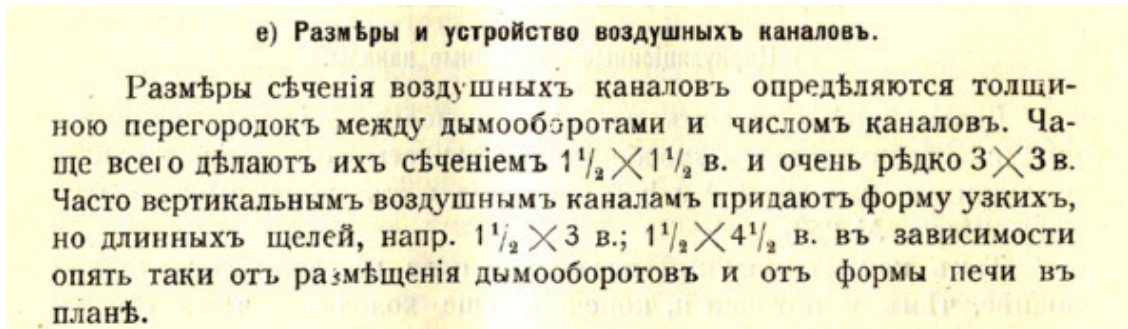 е) Размѣры и устройство воздушныхъ каналовъ.
Размѣры сѣченія воздушныхъ каналовъ опредѣляются толщи-
ною перегородокъ между дымооборотами и числомъ каналовъ. Ча-
ще всего дѣлаютъ ихъ сѣченіемъ 1¹/₂×1¹/₂ в. и очень рѣдко 3×3 в.
Часто вертикальнымъ воздушнымъ каналамъ придаютъ форму узкихъ,
но длинныхъ щелей, напр. 1¹/₂×3 в.; 1¹/₂×4¹/₂ в. въ зависимости
опять таки отъ размѣщенія дымооборотовъ и отъ формы печи въ
планѣ.